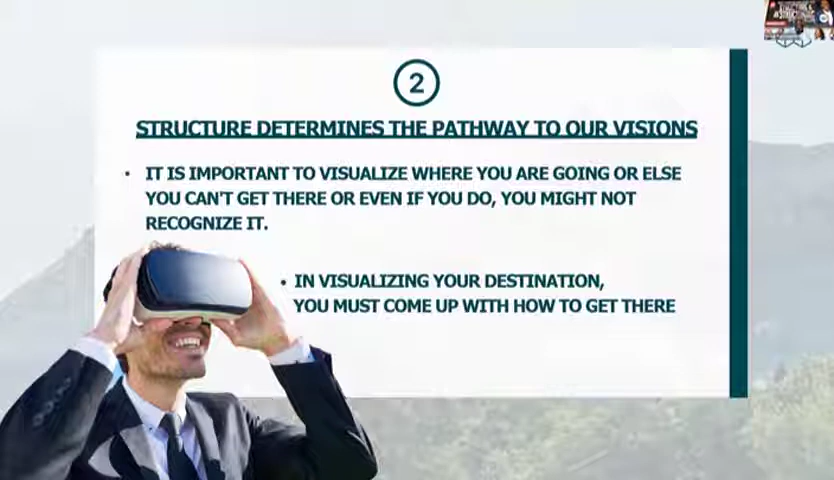 2
STRUCTURE DETERMINES THE PATHWAY TO OUR VISIONS
• IT IS IMPORTANT TO VISUALIZE WHERE YOU ARE GOING OR ELSE
YOU CAN'T GET THERE OR EVEN IF YOU DO, YOU MIGHT NOT
RECOGNIZE IT.
• IN VISUALIZING YOUR DESTINATION,
YOU MUST COME UP WITH HOW TO GET THERE